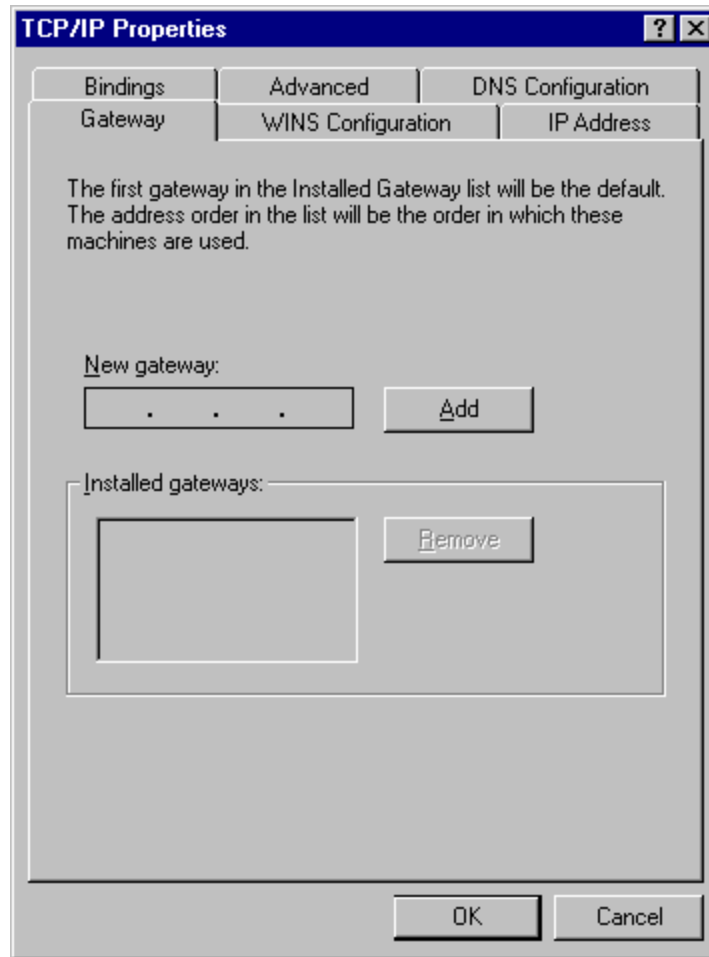 TCP/IP Properties
Bindings Advanced DNS Configuration
Gateway WINS Configuration IP Address
The first gateway in the Installed Gateway list will be the default.
The address order in the list will be the order in which these
machines are used.
New gateway:
. . .
Add
Installed gateways:
Remove
OK Cancel